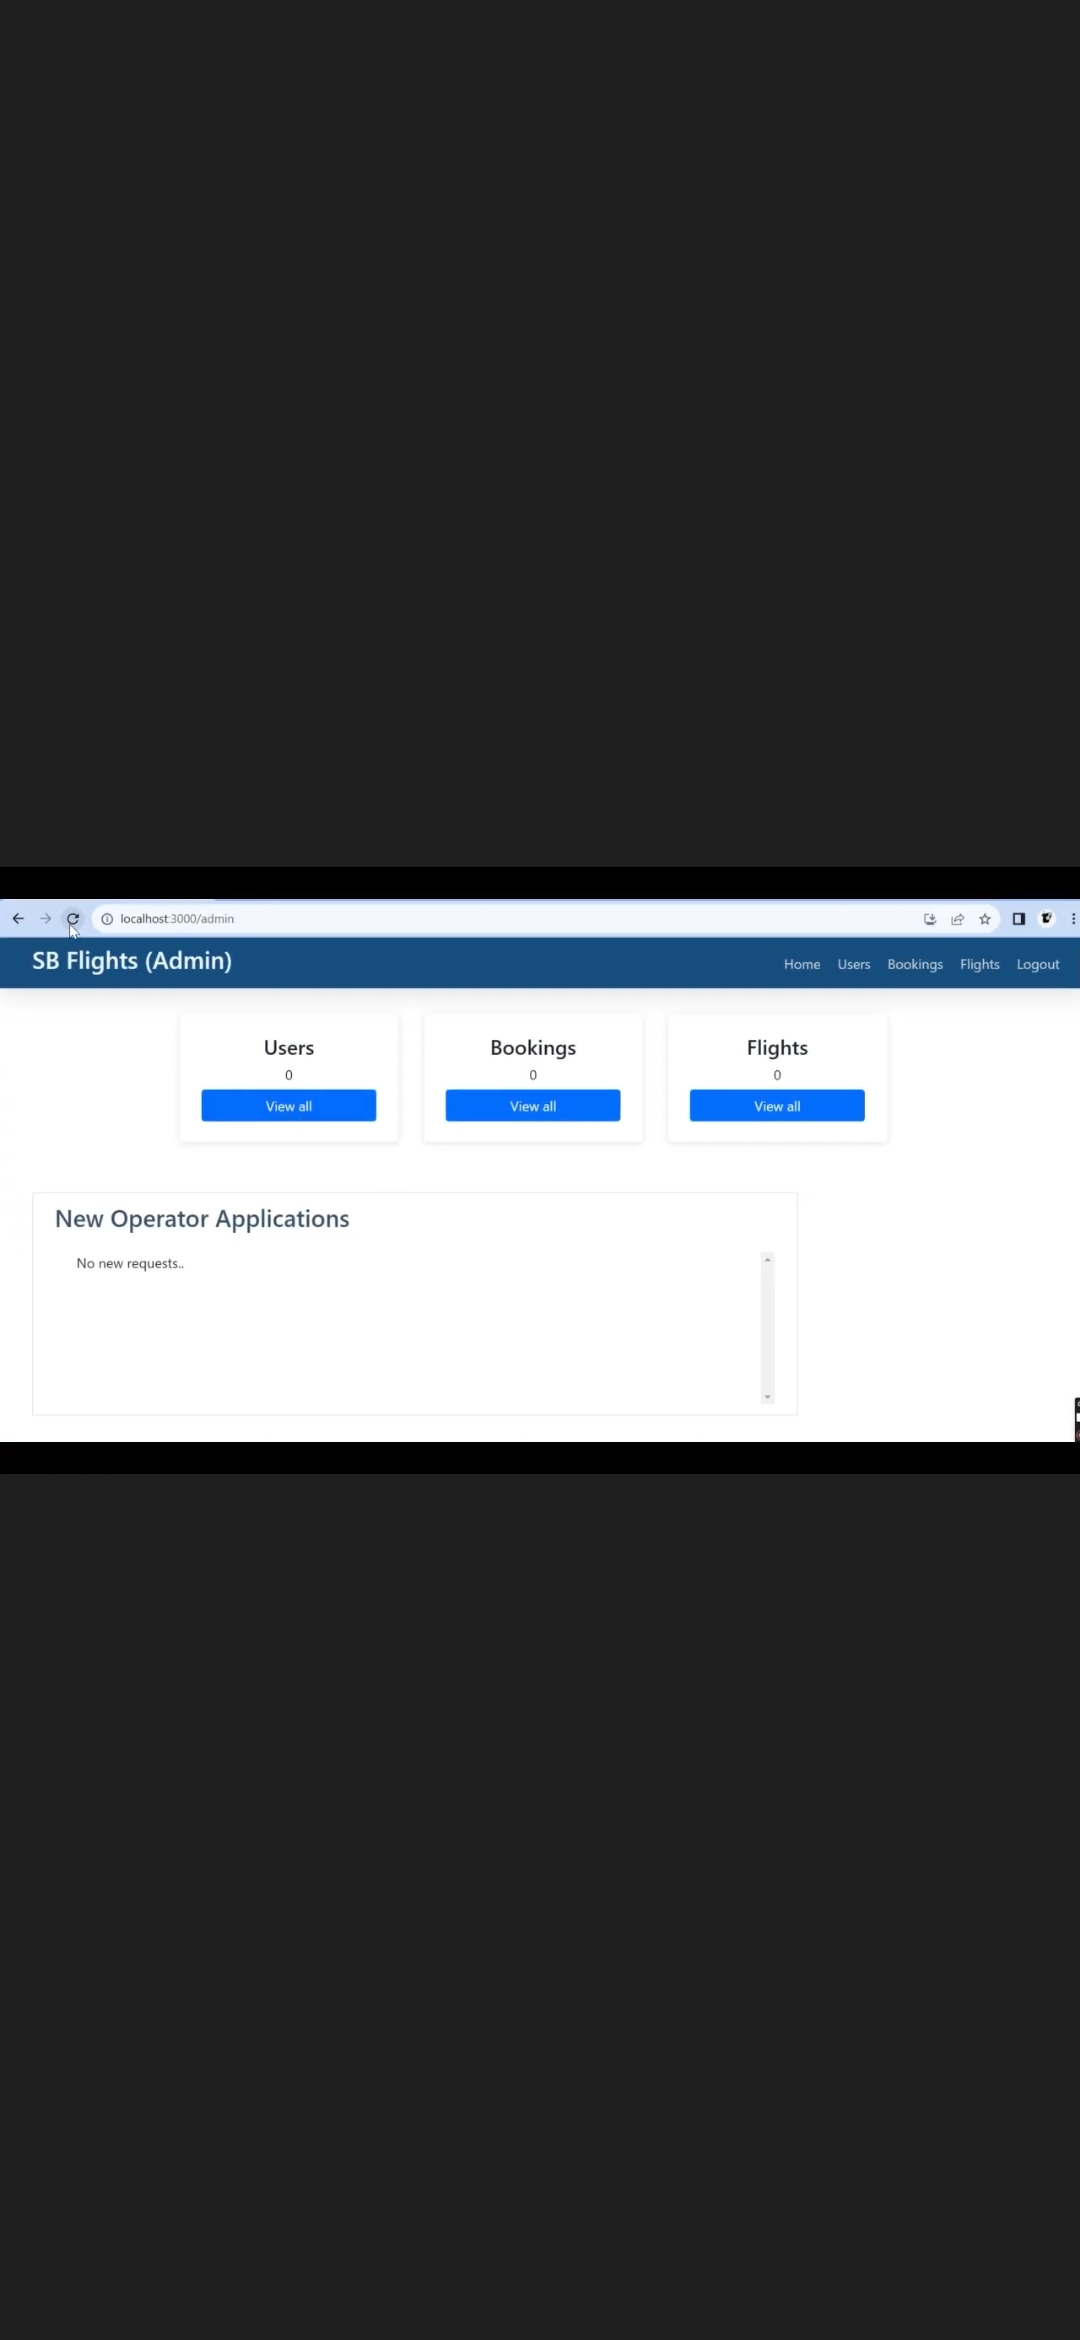 localhost:3000/admin
SB Flights (Admin)
Home Users Bookings Flights Logout
Users Bookings Flights
0 0 0
View all View all View all
New Operator Applications
No new requests..